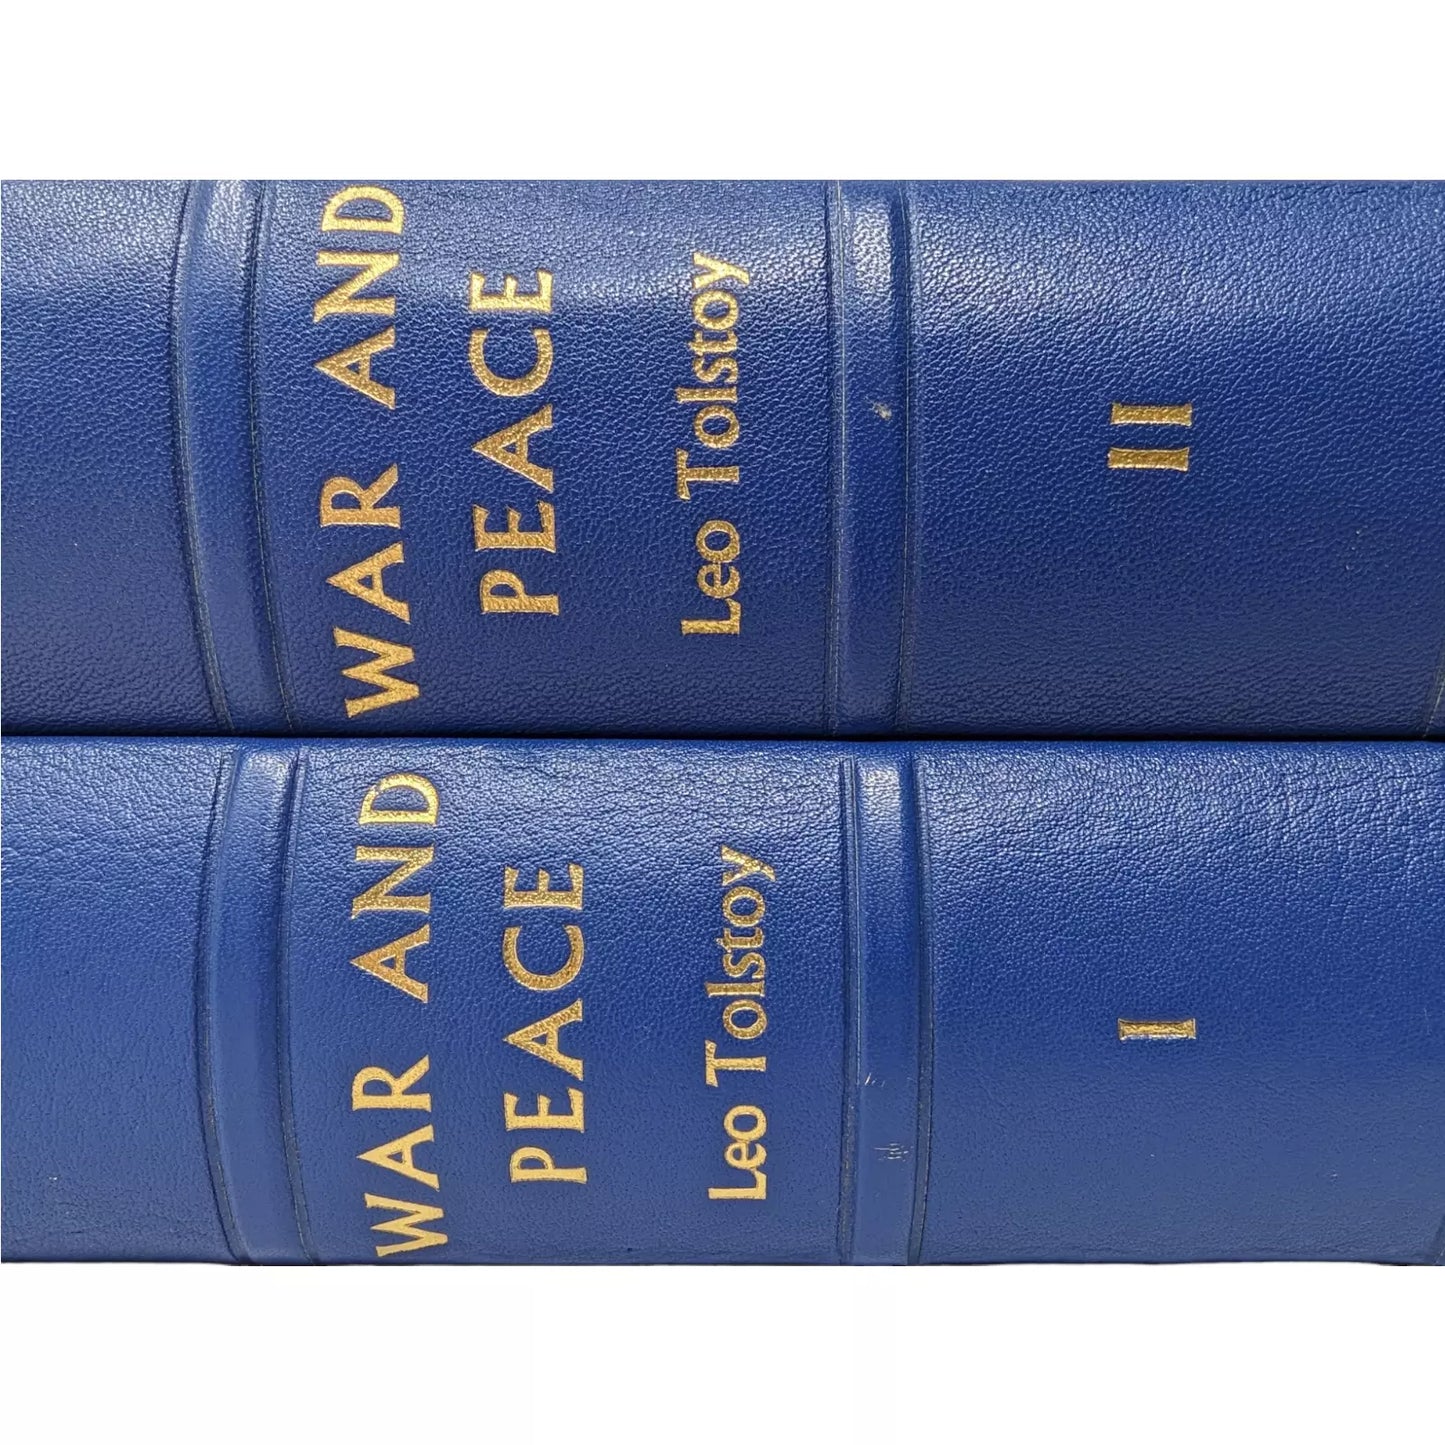 WAR AND
PEACE
Leo Tolstoy
II
WAR AND
PEACE
Leo Tolstoy
I